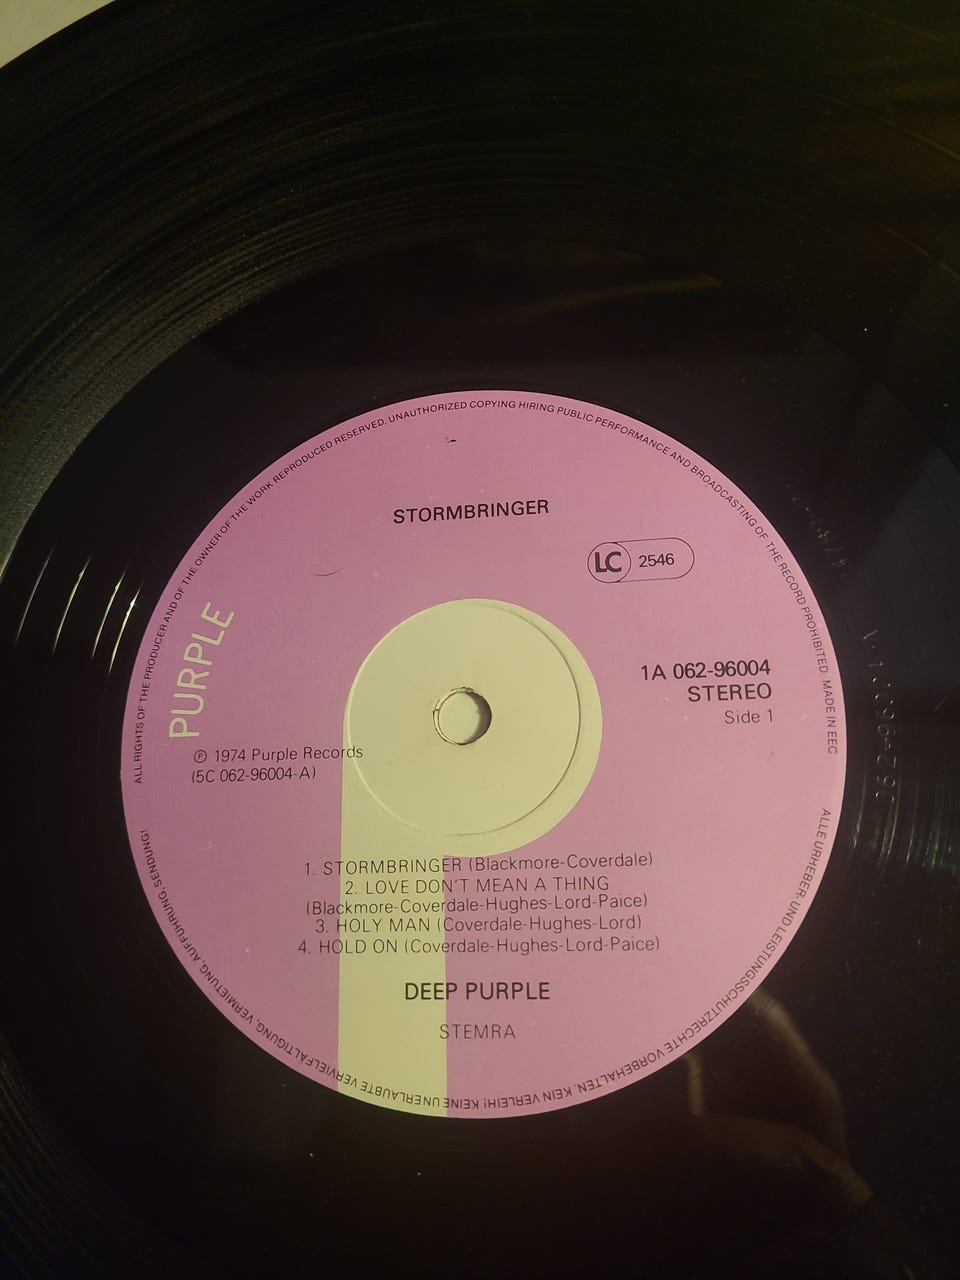 ALL RIGHTS OF THE PRODUCER AND OF THE OWNER OF THE WORK REPRODUCED RESERVED. UNAUTHORIZED COPYING HIRING PUBLIC PERFORMANCE AND BROADCASTING OF THE RECORD PROHIBITED. MADE IN EEC
STORMBRINGER
LC 2546
PURPLE
1A 062-96004
STEREO
Side 1
Ⓟ 1974 Purple Records
(5C 062-96004-A)
1. STORMBRINGER (Blackmore-Coverdale)
2. LOVE DON'T MEAN A THING
(Blackmore-Coverdale-Hughes-Lord-Paice)
3. HOLY MAN (Coverdale-Hughes-Lord)
4. HOLD ON (Coverdale-Hughes-Lord-Paice)
DEEP PURPLE
STEMRA
ALLE URHEBER- UND LEISTUNGSSCHUTZRECHTE VORBEHALTEN. KEIN VERLEIH! KEINE UNERLAUBTE VERVIELFÄLTIGUNG, VERMIETUNG, AUFFÜHRUNG, SENDUNG!